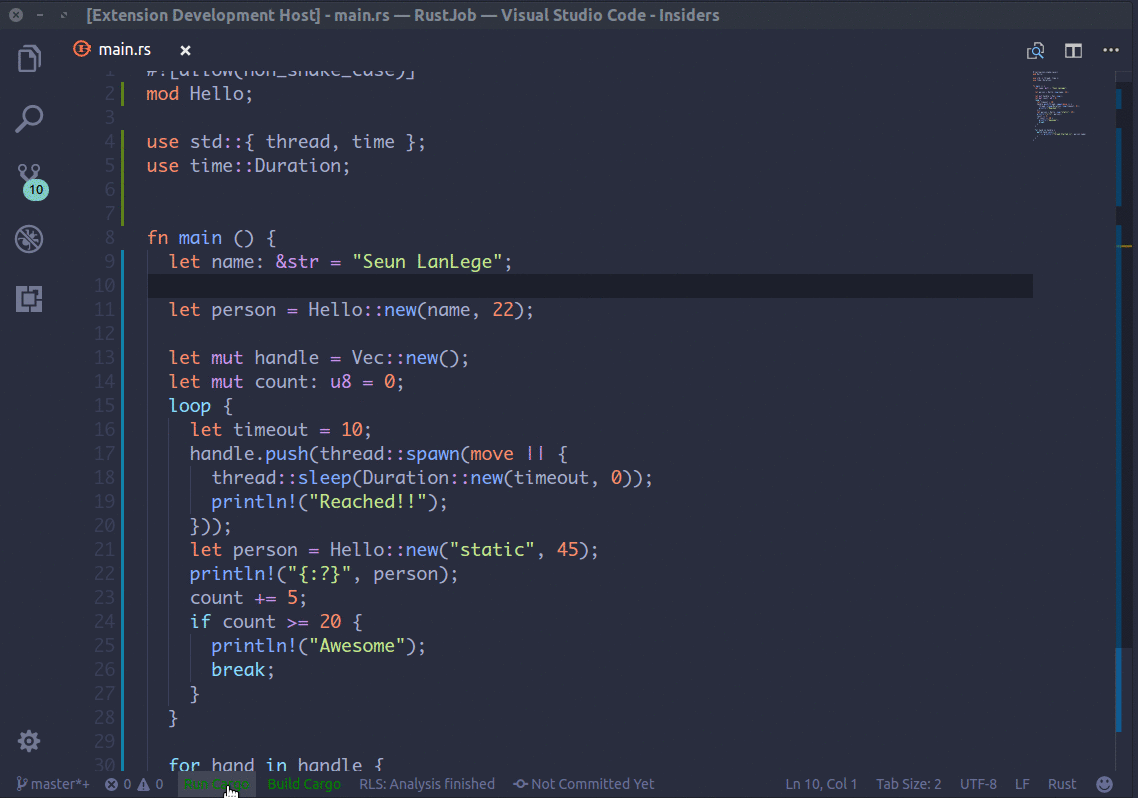 [Extension Development Host] - main.rs — RustJob — Visual Studio Code - Insiders
main.rs
1 #![allow(non_snake_case)]
2 mod Hello;
3
4 use std::{ thread, time };
5 use time::Duration;
6
7
8 fn main () {
9 let name: &str = "Seun LanLege";
10
11 let person = Hello::new(name, 22);
12
13 let mut handle = Vec::new();
14 let mut count: u8 = 0;
15 loop {
16 let timeout = 10;
17 handle.push(thread::spawn(move || {
18 thread::sleep(Duration::new(timeout, 0));
19 println!("Reached!!");
20 }));
21 let person = Hello::new("static", 45);
22 println!("{:?}", person);
23 count += 5;
24 if count >= 20 {
25 println!("Awesome");
26 break;
27 }
28 }
29
30 for hand in handle {
10
master*+ 0 0 Run Cargo Build Cargo RLS: Analysis finished Not Committed Yet Ln 10, Col 1 Tab Size: 2 UTF-8 LF Rust